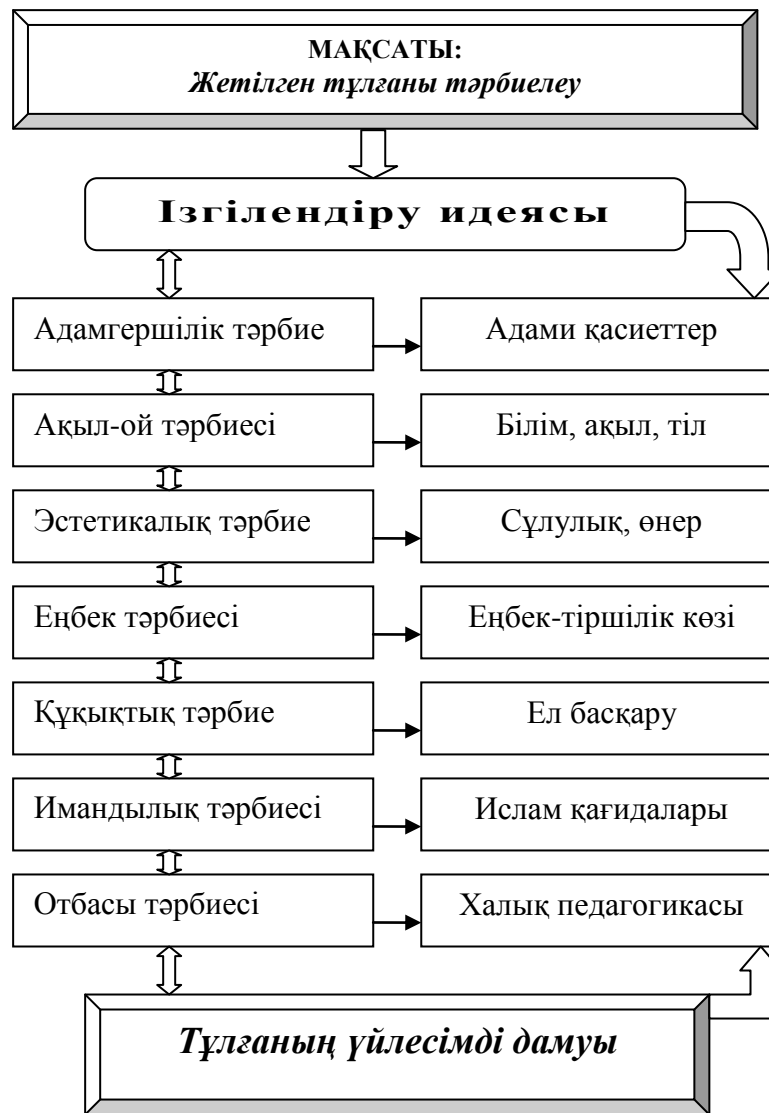 МАҚСАТЫ:
Жетілген тұлғаны тәрбиелеу
Ізгілендіру идеясы
Адамгершілік тәрбие
Адами қасиеттер
Ақыл-ой тәрбиесі
Білім, ақыл, тіл
Эстетикалық тәрбие
Сұлулық, өнер
Еңбек тәрбиесі
Еңбек-тіршілік көзі
Құқықтық тәрбие
Ел басқару
Имандылық тәрбиесі
Ислам қағидалары
Отбасы тәрбиесі
Халық педагогикасы
Тұлғаның үйлесімді дамуы